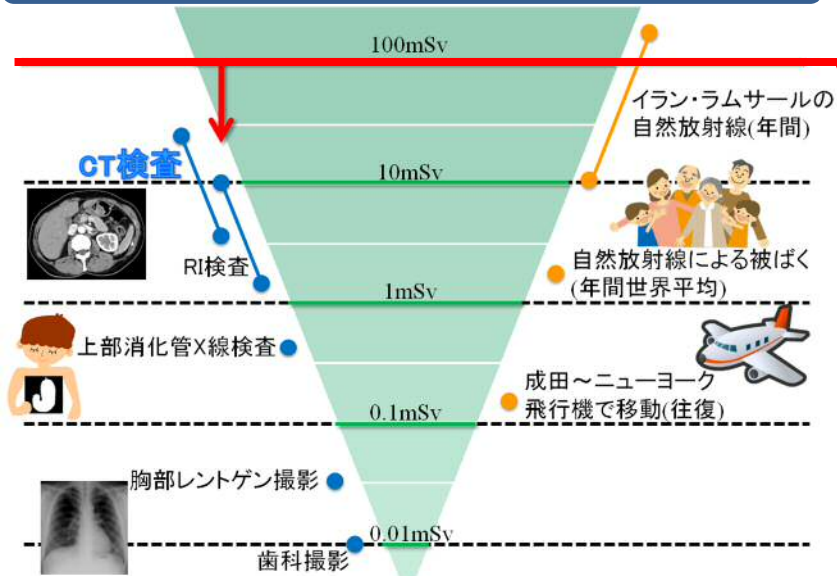 100mSv
イラン・ラムサールの
自然放射線(年間)
CT検査
10mSv
RI検査
自然放射線による被ばく
(年間世界平均)
1mSv
上部消化管X線検査
成田～ニューヨーク
飛行機で移動(往復)
0.1mSv
胸部レントゲン撮影
0.01mSv
歯科撮影